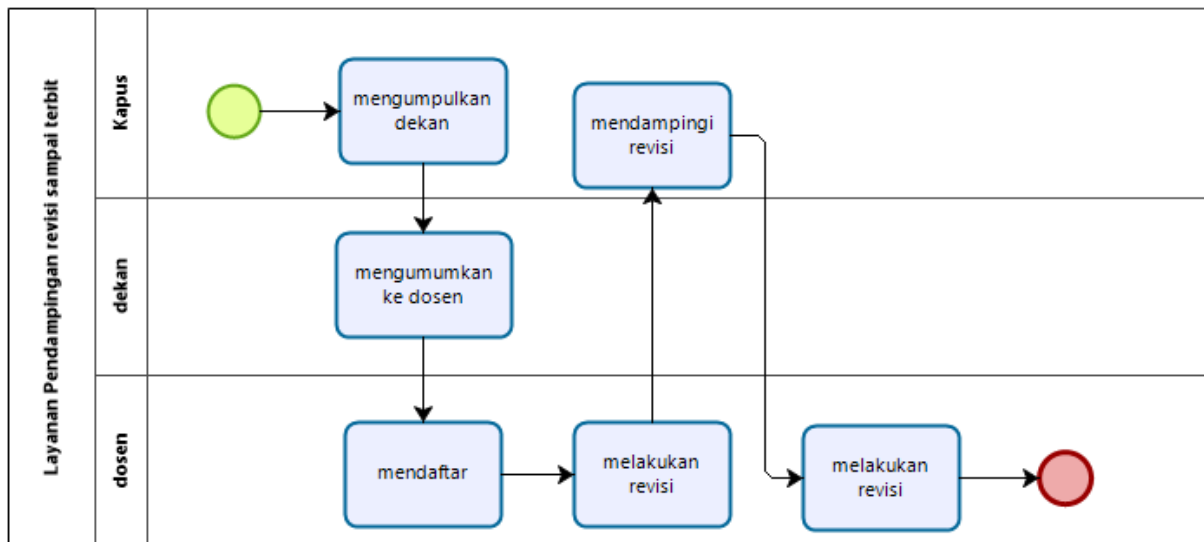 Layanan Pendampingan revisi sampai terbit
Kapus
mengumpulkan
dekan
mendampingi
revisi
dekan
mengumumkan
ke dosen
dosen
mendaftar
melakukan
revisi
melakukan
revisi